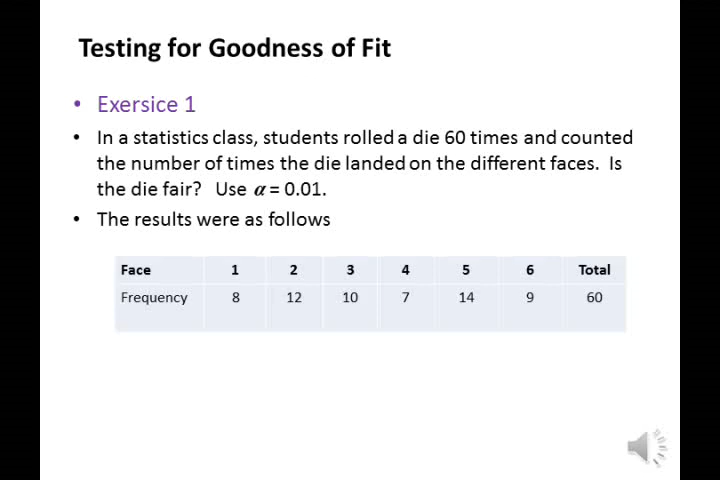 Testing for Goodness of Fit
• Exersice 1
• In a statistics class, students rolled a die 60 times and counted
the number of times the die landed on the different faces. Is
the die fair? Use α = 0.01.
• The results were as follows
Face 1 2 3 4 5 6 Total
Frequency 8 12 10 7 14 9 60